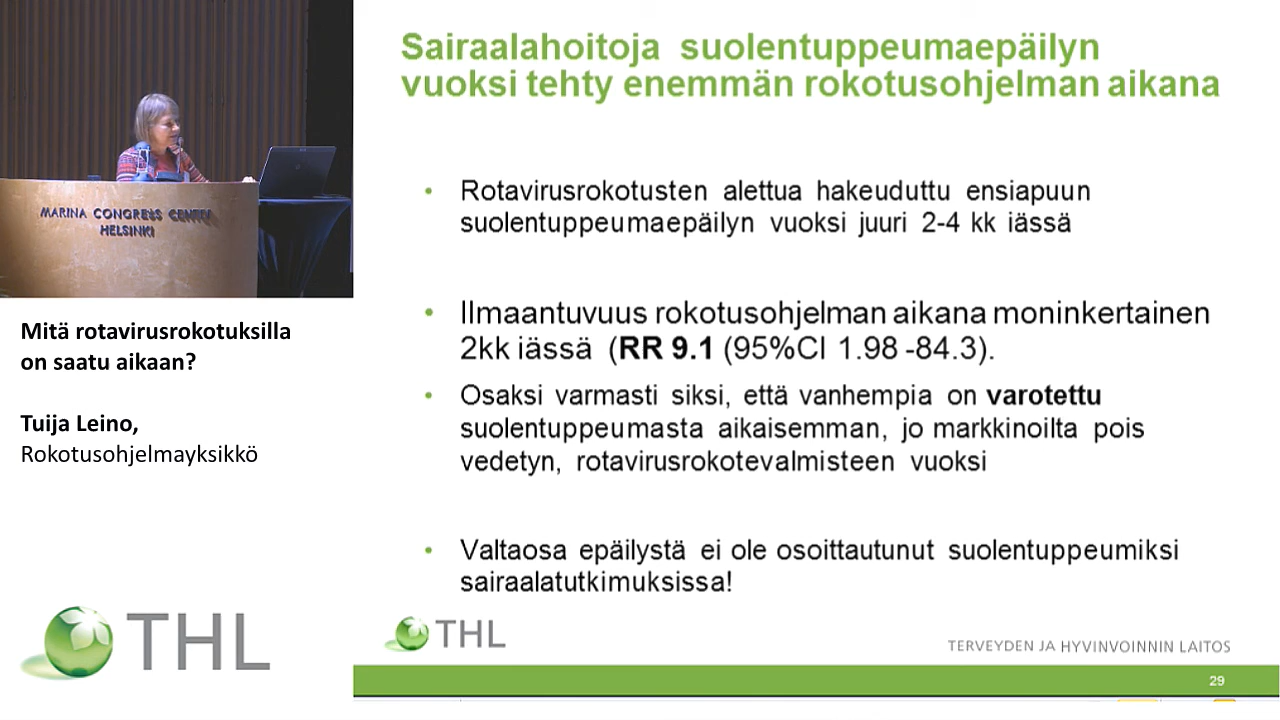 MARINA CONGRESS CENTER
HELSINKI
Mitä rotavirusrokotuksilla
on saatu aikaan?
Tuija Leino,
Rokotusohjelmayksikkö
THL
Sairaalahoitoja suolentuppeumaepäilyn
vuoksi tehty enemmän rokotusohjelman aikana
• Rotavirusrokotusten alettua hakeuduttu ensiapuun
suolentuppeumaepäilyn vuoksi juuri 2-4 kk iässä
• Ilmaantuvuus rokotusohjelman aikana moninkertainen
2kk iässä (RR 9.1 (95%CI 1.98 -84.3).
• Osaksi varmasti siksi, että vanhempia on varotettu
suolentuppeumasta aikaisemman, jo markkinoilta pois
vedetyn, rotavirusrokotevalmisteen vuoksi
• Valtaosa epäilystä ei ole osoittautunut suolentuppeumiksi
sairaalatutkimuksissa!
THL
TERVEYDEN JA HYVINVOINNIN LAITOS
29